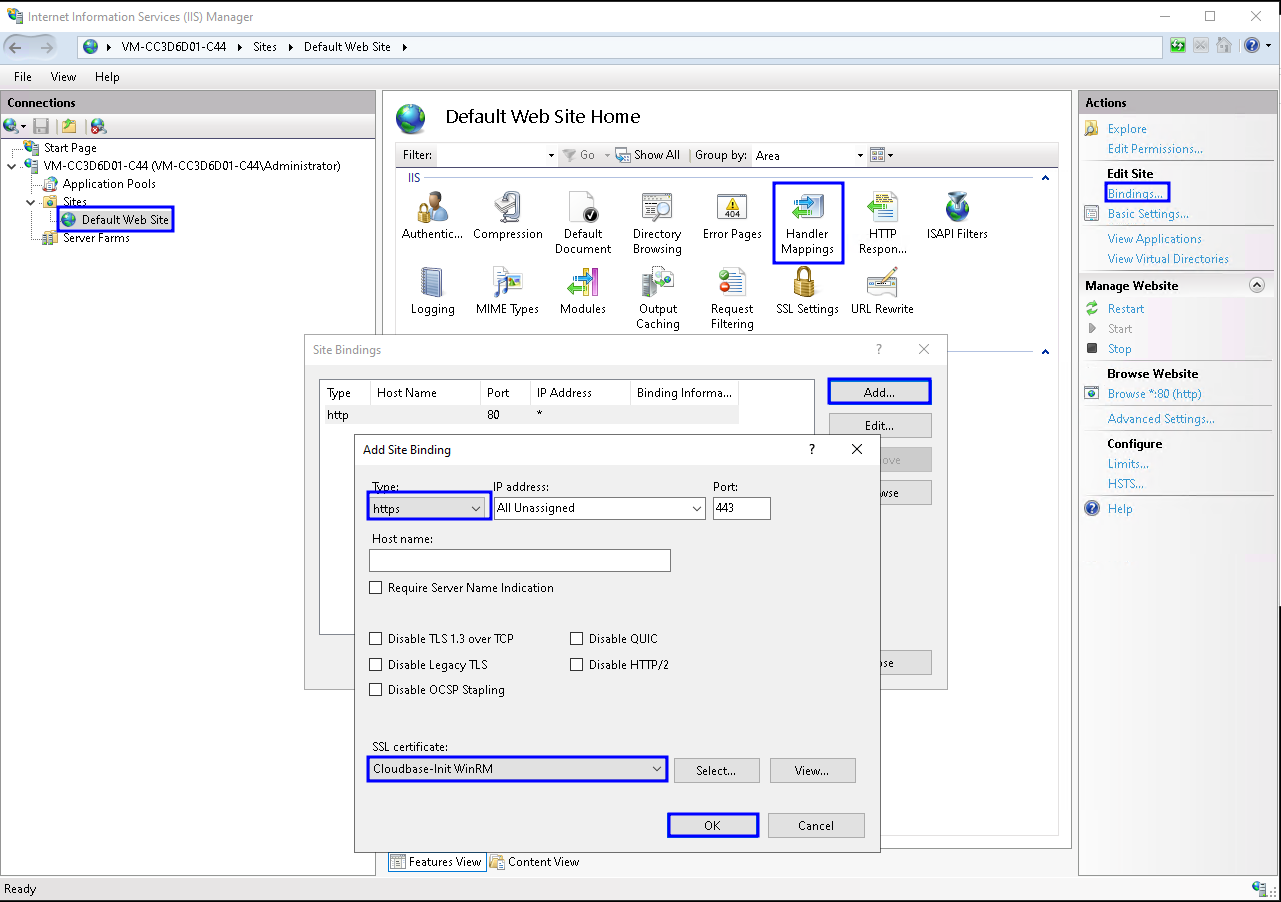 Internet Information Services (IIS) Manager
VM-CC3D6D01-C44 Sites Default Web Site
File View Help
Connections
Start Page
VM-CC3D6D01-C44 (VM-CC3D6D01-C44\Administrator)
Application Pools
Sites
Default Web Site
Server Farms
Default Web Site Home
Filter: Go Show All Group by: Area
IIS
Authentic... Compression Default Document Directory Browsing Error Pages Handler Mappings HTTP Respon... ISAPI Filters
Logging MIME Types Modules Output Caching Request Filtering SSL Settings URL Rewrite
Site Bindings ?
Type Host Name Port IP Address Binding Informa...
http 80 *
Add...
Edit...
Add Site Binding ?
Type: IP address: Port:
https All Unassigned 443
Host name:
Require Server Name Indication
Disable TLS 1.3 over TCP Disable QUIC
Disable Legacy TLS Disable HTTP/2
Disable OCSP Stapling
SSL certificate:
Cloudbase-Init WinRM Select... View...
OK Cancel
Features View Content View
Actions
Explore
Edit Permissions...
Edit Site
Bindings...
Basic Settings...
View Applications
View Virtual Directories
Manage Website
Restart
Start
Stop
Browse Website
Browse *:80 (http)
Advanced Settings...
Configure
Limits...
HSTS...
Help
Ready